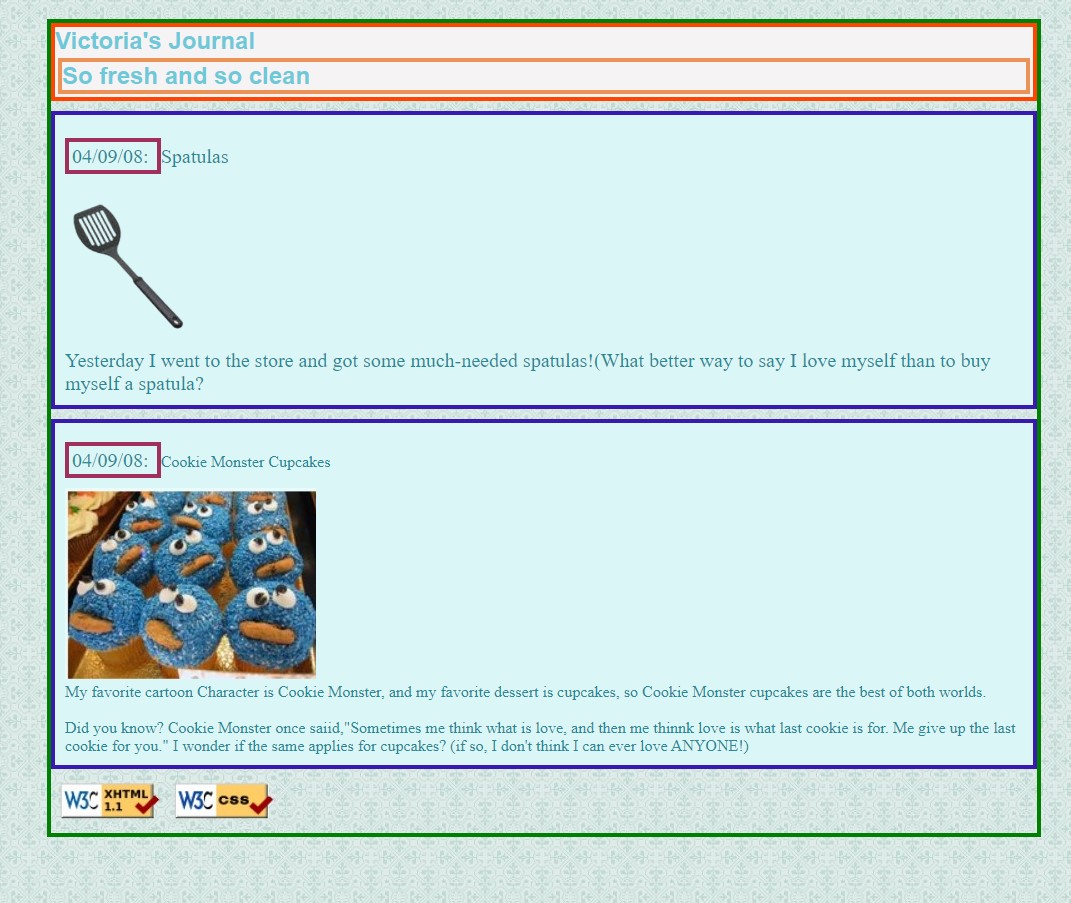 Victoria's Journal
So fresh and so clean
04/09/08: Spatulas
Yesterday I went to the store and got some much-needed spatulas!(What better way to say I love myself than to buy
myself a spatula?
04/09/08: Cookie Monster Cupcakes
My favorite cartoon Character is Cookie Monster, and my favorite dessert is cupcakes, so Cookie Monster cupcakes are the best of both worlds.
Did you know? Cookie Monster once saiid,"Sometimes me think what is love, and then me thinnk love is what last cookie is for. Me give up the last
cookie for you." I wonder if the same applies for cupcakes? (if so, I don't think I can ever love ANYONE!)
W3C XHTML 1.1 W3C css